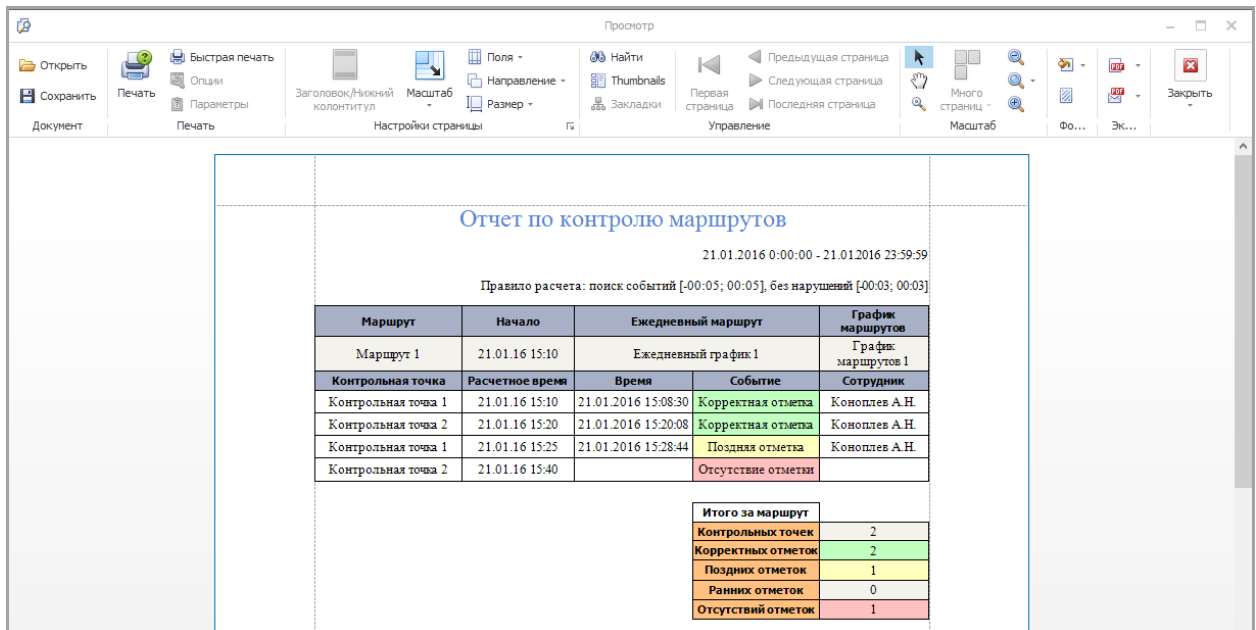 Просмотр
Открыть
Сохранить
Документ
Печать
Быстрая печать
Опции
Параметры
Печать
Заголовок/Нижний колонтитул
Масштаб
Поля
Направление
Размер
Настройки страницы
Найти
Thumbnails
Закладки
Первая страница
Предыдущая страница
Следующая страница
Последняя страница
Управление
Много страниц
Масштаб
Фо...
PDF
PDF
Эк...
Закрыть
Отчет по контролю маршрутов
21.01.2016 0:00:00 - 21.01.2016 23:59:59
Правило расчета: поиск событий [-00:05; 00:05], без нарушений [-00:03; 00:03]
Маршрут Начало Ежедневный маршрут График маршрутов
Маршрут 1 21.01.16 15:10 Ежедневный график 1 График маршрутов 1
Контрольная точка Расчетное время Время Событие Сотрудник
Контрольная точка 1 21.01.16 15:10 21.01.2016 15:08:30 Корректная отметка Коноплев А.Н.
Контрольная точка 2 21.01.16 15:20 21.01.2016 15:20:08 Корректная отметка Коноплев А.Н.
Контрольная точка 1 21.01.16 15:25 21.01.2016 15:28:44 Поздняя отметка Коноплев А.Н.
Контрольная точка 2 21.01.16 15:40 Отсутствие отметки
Итого за маршрут
Контрольных точек 2
Корректных отметок 2
Поздних отметок 1
Ранних отметок 0
Отсутствий отметок 1